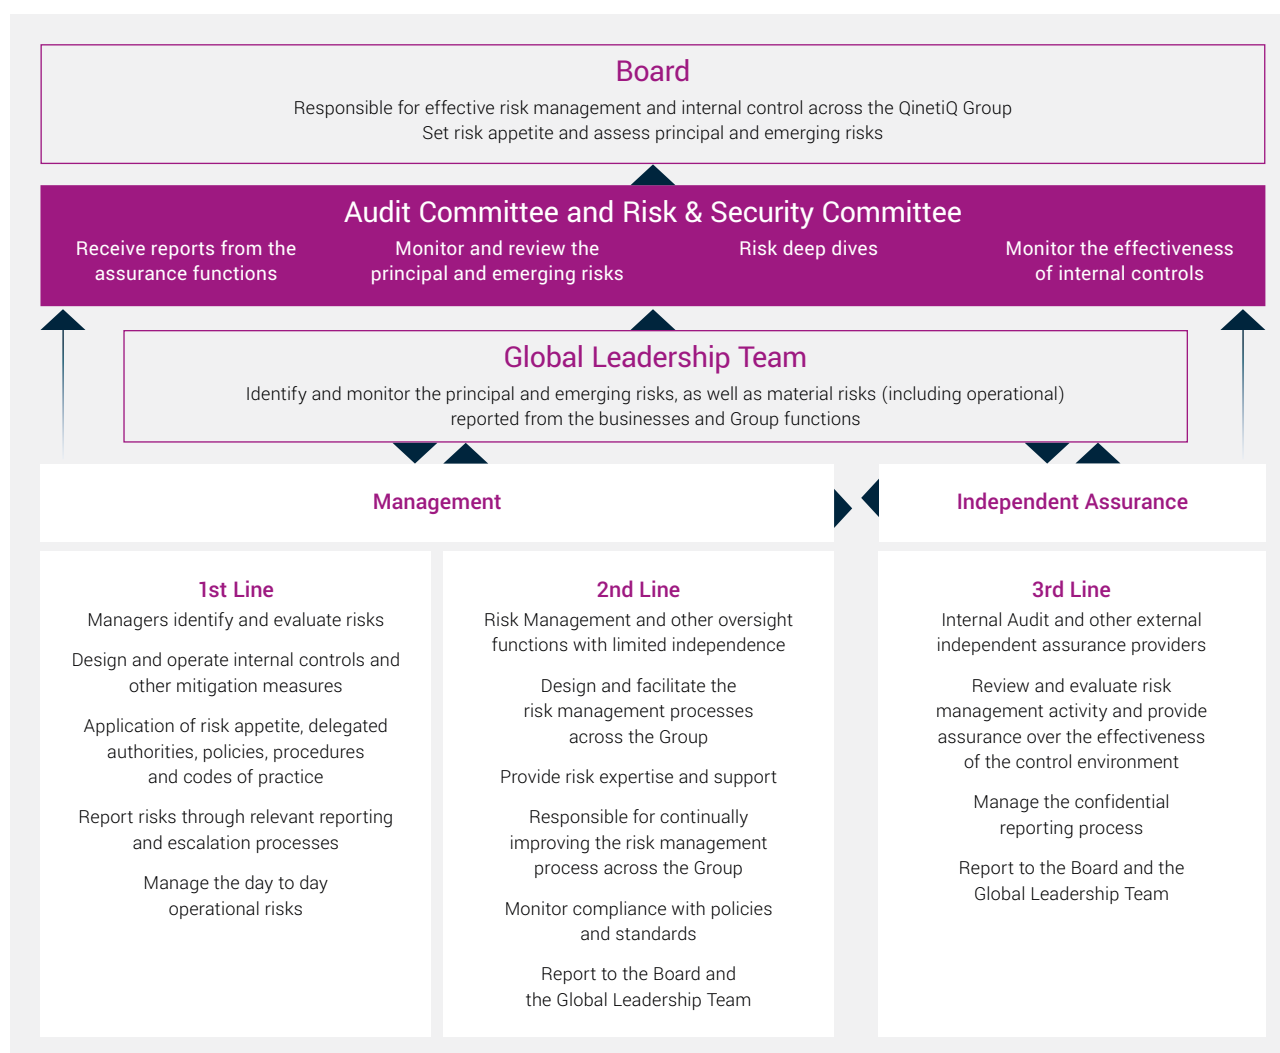 Board
Responsible for effective risk management and internal control across the QinetiQ Group
Set risk appetite and assess principal and emerging risks
Audit Committee and Risk & Security Committee
Receive reports from the
assurance functions
Monitor and review the
principal and emerging risks
Risk deep dives
Monitor the effectiveness
of internal controls
Global Leadership Team
Identify and monitor the principal and emerging risks, as well as material risks (including operational)
reported from the businesses and Group functions
Management
Independent Assurance
1st Line
Managers identify and evaluate risks
Design and operate internal controls and
other mitigation measures
Application of risk appetite, delegated
authorities, policies, procedures
and codes of practice
Report risks through relevant reporting
and escalation processes
Manage the day to day
operational risks
2nd Line
Risk Management and other oversight
functions with limited independence
Design and facilitate the
risk management processes
across the Group
Provide risk expertise and support
Responsible for continually
improving the risk management
process across the Group
Monitor compliance with policies
and standards
Report to the Board and
the Global Leadership Team
3rd Line
Internal Audit and other external
independent assurance providers
Review and evaluate risk
management activity and provide
assurance over the effectiveness
of the control environment
Manage the confidential
reporting process
Report to the Board and the
Global Leadership Team